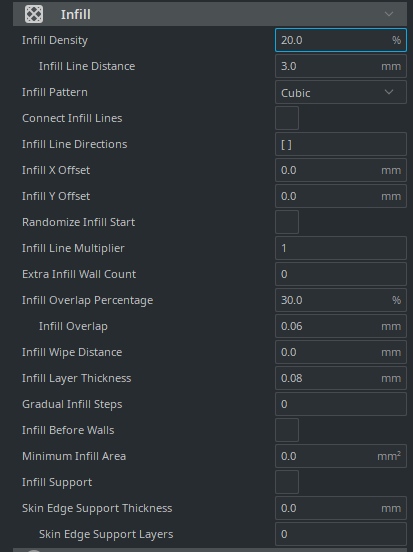 Infill
Infill Density 20.0 %
Infill Line Distance 3.0 mm
Infill Pattern Cubic
Connect Infill Lines
Infill Line Directions [ ]
Infill X Offset 0.0 mm
Infill Y Offset 0.0 mm
Randomize Infill Start
Infill Line Multiplier 1
Extra Infill Wall Count 0
Infill Overlap Percentage 30.0 %
Infill Overlap 0.06 mm
Infill Wipe Distance 0.0 mm
Infill Layer Thickness 0.08 mm
Gradual Infill Steps 0
Infill Before Walls
Minimum Infill Area 0.0 mm²
Infill Support
Skin Edge Support Thickness 0.0 mm
Skin Edge Support Layers 0